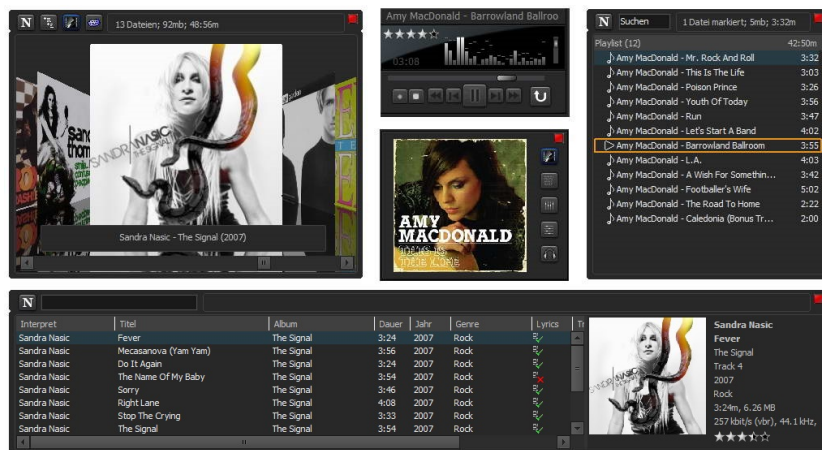 N
13 Dateien; 92mb; 48:56m
SANDRA NASIC
THE SIGNAL
Sandra Nasic - The Signal (2007)
Amy MacDonald - Barrowland Ballroo
03:08
AMY
MACDONALD
N
Suchen
1 Datei markiert; 5mb; 3:32m
Playlist (12) 42:50m
Amy MacDonald - Mr. Rock And Roll 3:32
Amy MacDonald - This Is The Life 3:03
Amy MacDonald - Poison Prince 3:26
Amy MacDonald - Youth Of Today 3:56
Amy MacDonald - Run 3:47
Amy MacDonald - Let's Start A Band 4:02
Amy MacDonald - Barrowland Ballroom 3:55
Amy MacDonald - L.A. 4:03
Amy MacDonald - A Wish For Somethin... 3:42
Amy MacDonald - Footballer's Wife 5:02
Amy MacDonald - The Road To Home 2:22
Amy MacDonald - Caledonia (Bonus Tr... 2:00
N
Interpret Titel Album Dauer Jahr Genre Lyrics Tr
Sandra Nasic Fever The Signal 3:24 2007 Rock
Sandra Nasic Mecasanova (Yam Yam) The Signal 3:56 2007 Rock
Sandra Nasic Do It Again The Signal 3:24 2007 Rock
Sandra Nasic The Name Of My Baby The Signal 3:54 2007 Rock
Sandra Nasic Sorry The Signal 3:46 2007 Rock
Sandra Nasic Right Lane The Signal 4:08 2007 Rock
Sandra Nasic Stop The Crying The Signal 3:33 2007 Rock
Sandra Nasic The Signal The Signal 3:54 2007 Rock
Sandra Nasic
Fever
The Signal
Track 4
2007
Rock
3:24m, 6.26 MB
257 kbit/s (vbr), 44.1 kHz,